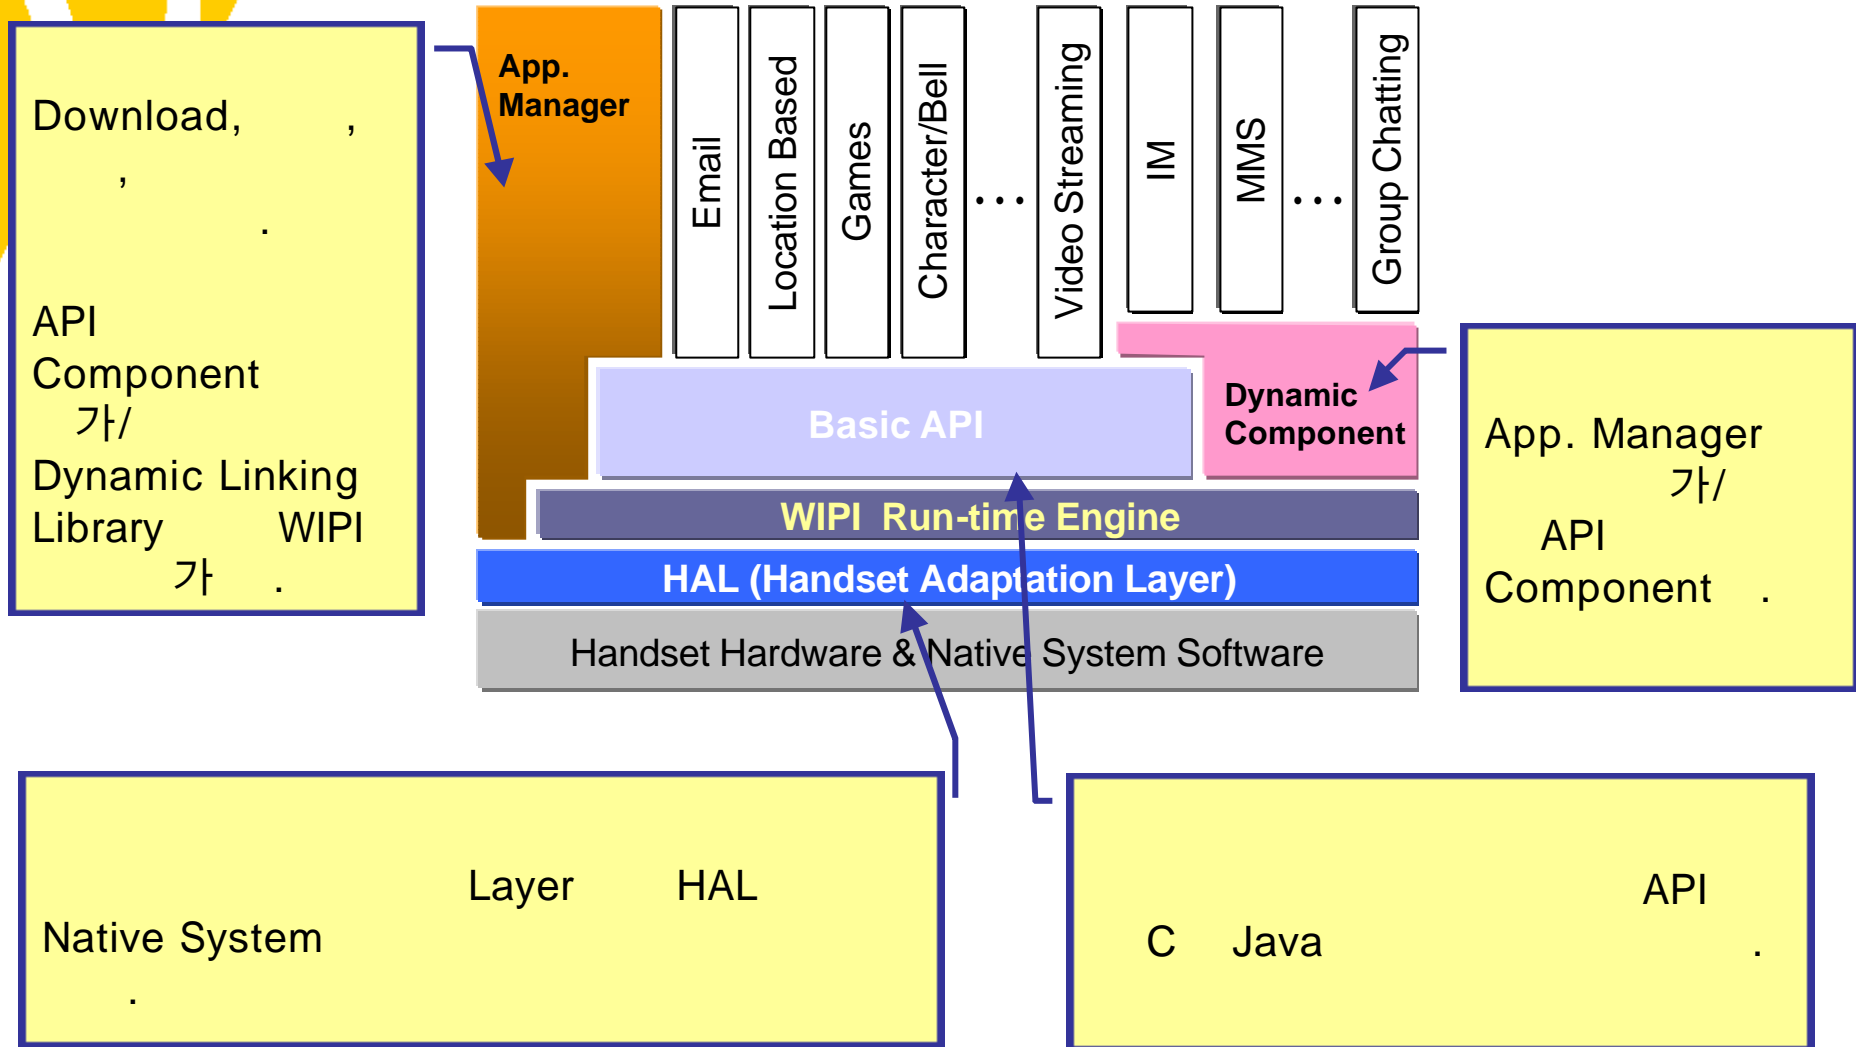 Download, ,
,
.
API
Component
가/
Dynamic Linking
Library WIPI
가 .
App.
Manager
Email
Location Based
Games
Character/Bell
...
Video Streaming
IM
MMS
...
Group Chatting
Basic API
Dynamic
Component
WIPI Run-time Engine
HAL (Handset Adaptation Layer)
Handset Hardware & Native System Software
App. Manager
가/
API
Component .
Layer HAL
Native System
.
API
C Java .